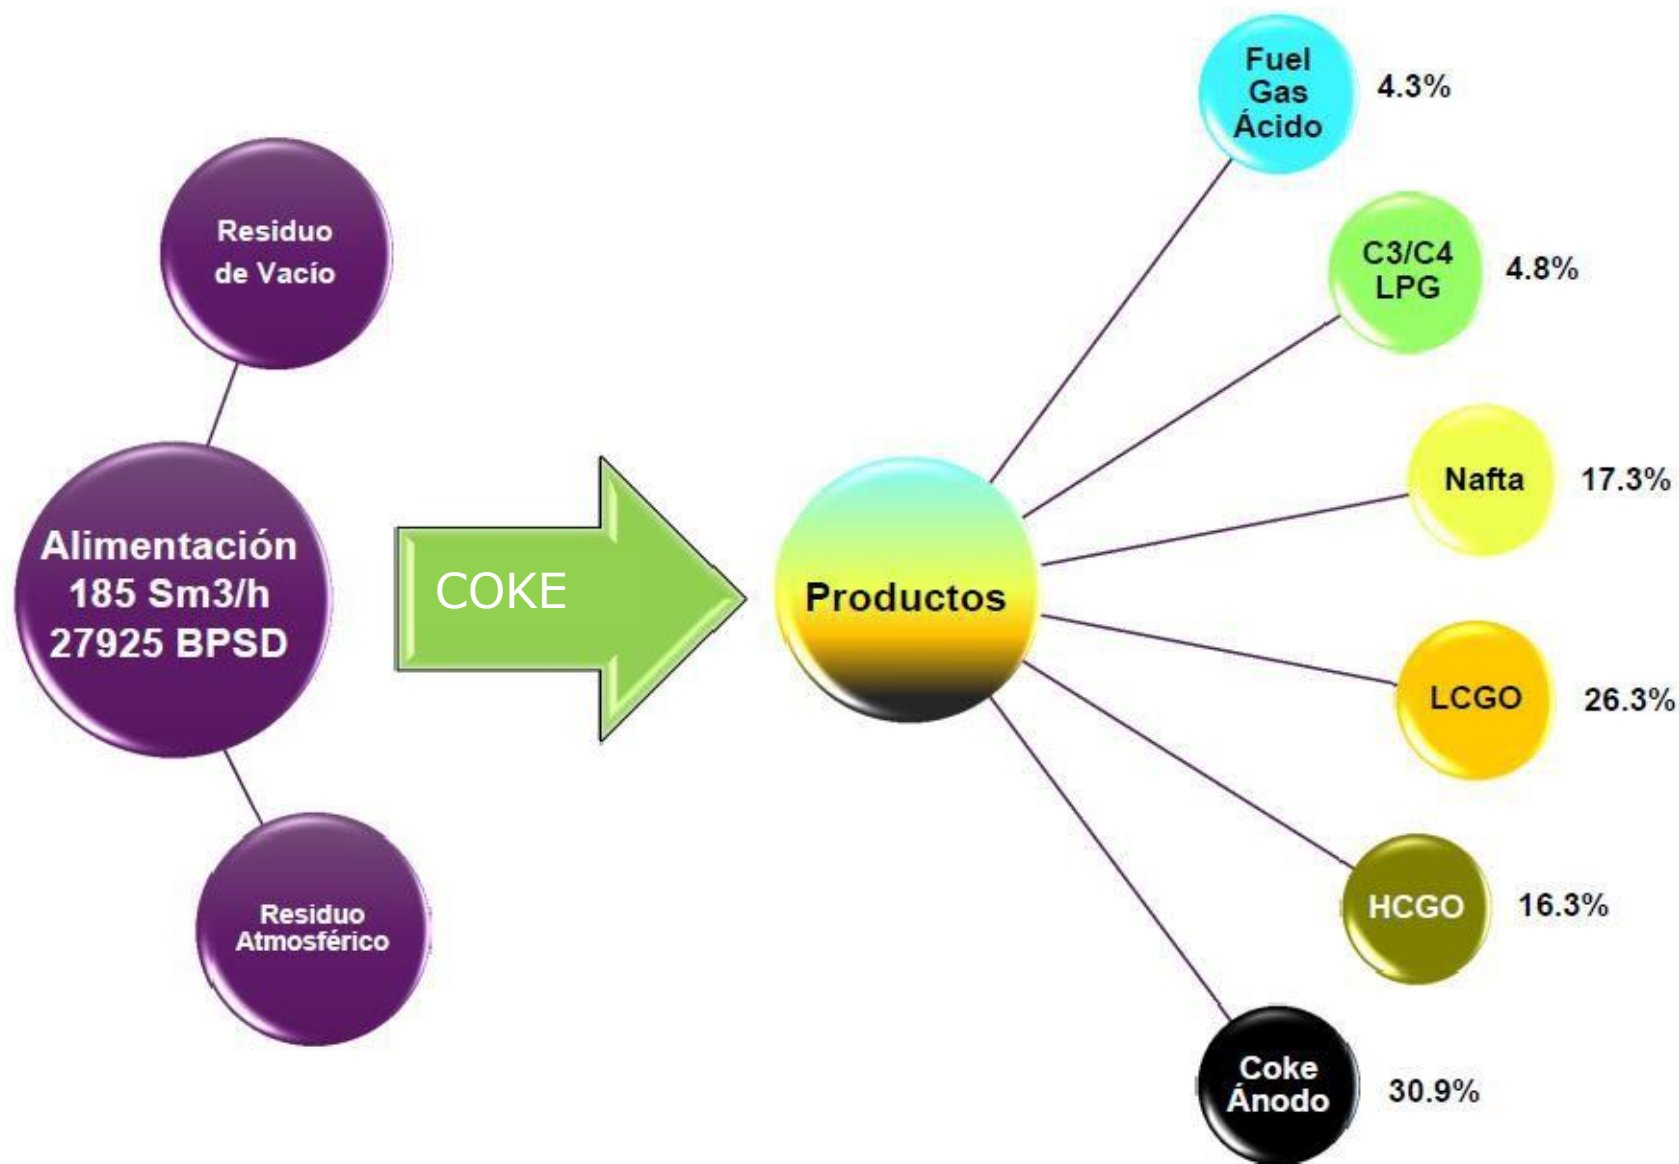 Residuo
de Vacío
Alimentación
185 Sm3/h
27925 BPSD
Residuo
Atmosférico
COKE
Productos
Fuel
Gas
Ácido
4.3%
C3/C4
LPG
4.8%
Nafta
17.3%
LCGO
26.3%
HCGO
16.3%
Coke
Ánodo
30.9%